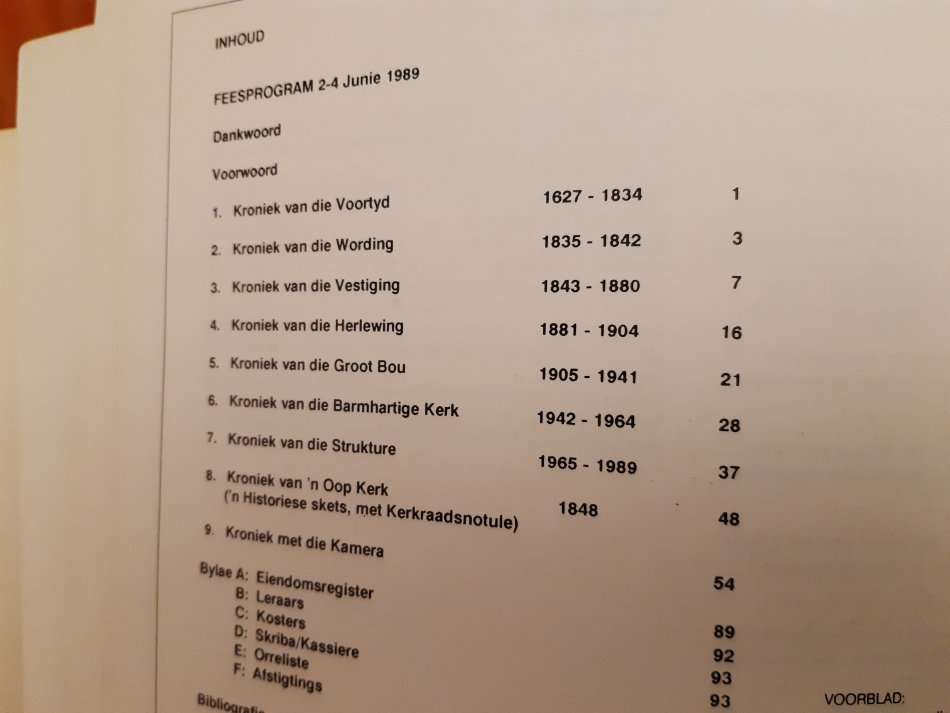 INHOUD
FEESPROGRAM 2-4 Junie 1989
Dankwoord
Voorwoord
1. Kroniek van die Voortyd 1627 - 1834 1
2. Kroniek van die Wording 1835 - 1842 3
3. Kroniek van die Vestiging 1843 - 1880 7
4. Kroniek van die Herlewing 1881 - 1904 16
5. Kroniek van die Groot Bou 1905 - 1941 21
6. Kroniek van die Barmhartige Kerk 1942 - 1964 28
7. Kroniek van die Strukture 1965 - 1989 37
8. Kroniek van 'n Oop Kerk
('n Historiese skets, met Kerkraadsnotule) 1848 48
9. Kroniek met die Kamera 54
Bylae A: Eiendomsregister 89
B: Leraars 92
C: Kosters 93
D: Skriba/Kassiere 93
E: Orreliste
F: Afstigtings
Bibliografie
VOORBLAD: